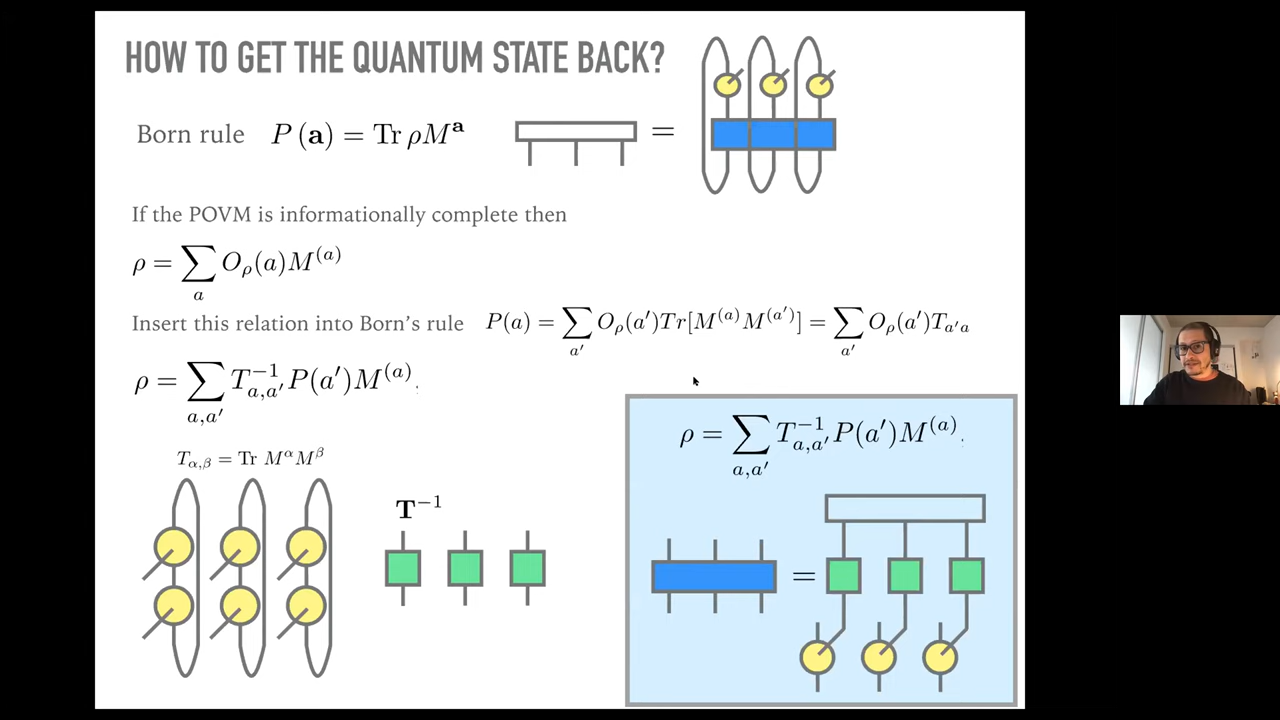 HOW TO GET THE QUANTUM STATE BACK?
Born rule P(𝐚) = Tr ρM^𝐚 =
If the POVM is informationally complete then
ρ = ∑_a O_ρ(a)M^(a)
Insert this relation into Born's rule P(a) = ∑_a′ O_ρ(a′)Tr[M^(a)M^(a′)] = ∑_a′ O_ρ(a′)T_a′a
ρ = ∑_a,a′ T^−1_a,a′ P(a′)M^(a).
ρ = ∑_a,a′ T^−1_a,a′ P(a′)M^(a).
T_α,β = Tr M^α M^β
𝐓^−1
=